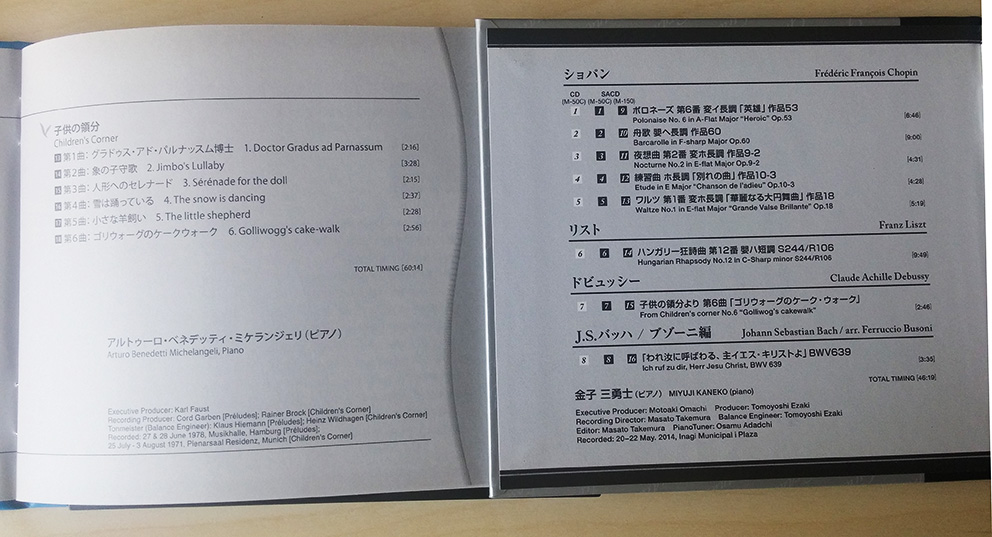 子供の領分
Children's Corner
13 第1曲：グラドゥス・アド・パルナッスム博士 1. Doctor Gradus ad Parnassum [2:16]
14 第2曲：象の子守歌 2. Jimbo's Lullaby [3:28]
15 第3曲：人形へのセレナード 3. Sérénade for the doll [2:15]
16 第4曲：雪は踊っている 4. The snow is dancing [2:37]
17 第5曲：小さな羊飼い 5. The little shepherd [2:28]
18 第6曲：ゴリウォーグのケークウォーク 6. Golliwogg's cake-walk [2:56]
TOTAL TIMING [60:14]
アルトゥーロ・ベネデッティ・ミケランジェリ（ピアノ）
Arturo Benedetti Michelangeli, Piano
Executive Producer: Karl Faust
Recording Producer: Cord Garben [Préludes]; Rainer Brock [Children's Corner]
Tonmeister (Balance Engineer): Klaus Hiemann [Préludes]; Heinz Wildhagen [Children's Corner]
Recorded: 27 & 28 June 1978, Musikhalle, Hamburg [Préludes];
25 July - 3 August 1971, Plenarsaal Residenz, Munich [Children's Corner]
ショパン Frédéric François Chopin
CD SACD
(M-50C) (M-50C) (M-150)
1 1 9 ポロネーズ 第6番 変イ長調「英雄」作品53
Polonaise No. 6 in A-Flat Major "Heroic" Op.53 [6:46]
2 2 10 舟歌 嬰ヘ長調 作品60
Barcarolle in F-sharp Major Op.60 [9:00]
3 3 11 夜想曲 第2番 変ホ長調 作品9-2
Nocturne No.2 in E-flat Major Op.9-2 [4:31]
4 4 12 練習曲 ホ長調「別れの曲」作品10-3
Etude in E Major "Chanson de l'adieu" Op.10-3 [4:28]
5 5 13 ワルツ 第1番 変ホ長調「華麗なる大円舞曲」作品18
Waltze No.1 in E-flat Major "Grande Valse Brillante" Op.18 [5:19]
リスト Franz Liszt
6 6 14 ハンガリー狂詩曲 第12番 嬰ハ短調 S244/R106
Hungarian Rhapsody No.12 in C-Sharp minor S244/R106 [9:49]
ドビュッシー Claude Achille Debussy
7 7 15 子供の領分より 第6曲「ゴリウォーグのケーク・ウォーク」
From Children's corner No.6 "Golliwog's cakewalk" [2:46]
J.S.バッハ / ブゾーニ編 Johann Sebastian Bach / arr. Ferruccio Busoni
8 8 16 「われ汝に呼ばわる、主イエス・キリストよ」BWV639
Ich ruf zu dir, Herr Jesu Christ, BWV 639 [3:35]
TOTAL TIMING [46:19]
金子 三勇士（ピアノ） MIYUJI KANEKO (piano)
Executive Producer: Motoaki Omachi Producer: Tomoyoshi Ezaki
Recording Director: Masato Takemura Balance Engineer: Tomoyoshi Ezaki
Editor: Masato Takemura PianoTuner: Osamu Adadchi
Recorded: 20–22 May. 2014, Inagi Municipal i Plaza